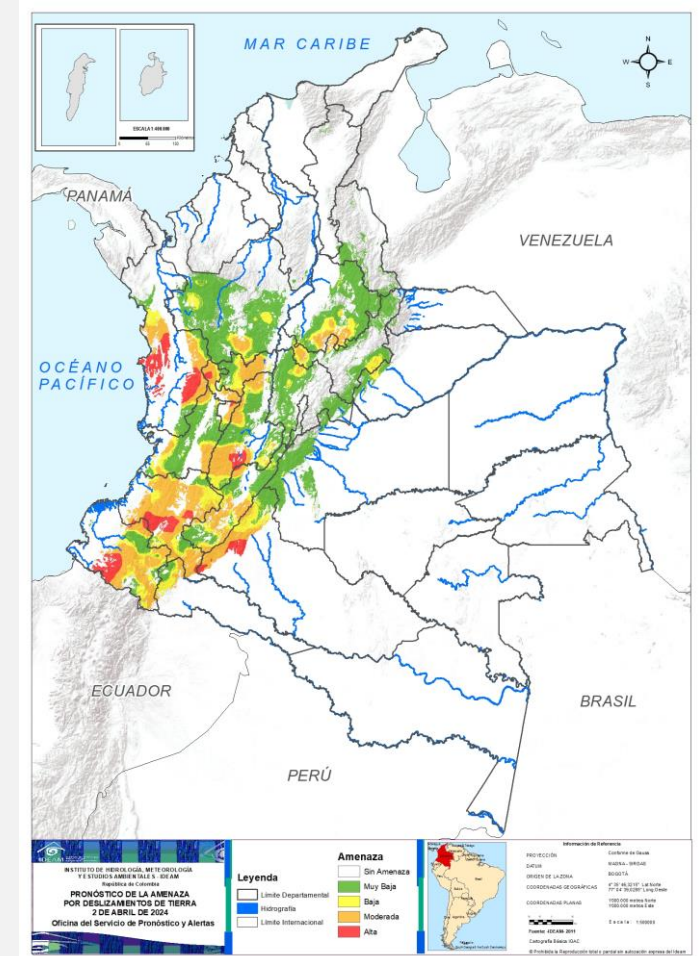 MAR CARIBE
N
W
E
S
PANAMÁ
VENEZUELA
OCÉANO
PACÍFICO
ECUADOR
BRASIL
PERÚ
INSTITUTO DE HIDROLOGÍA, METEOROLOGÍA
Y ESTUDIOS AMBIENTALES - IDEAM
República de Colombia
PRONÓSTICO DE LA AMENAZA
POR DESLIZAMIENTOS DE TIERRA
2 DE ABRIL DE 2024
Oficina del Servicio de Pronóstico y Alertas
Leyenda
Límite Departamental
Hidrografía
Límite Internacional
Amenaza
Sin Amenaza
Muy Baja
Baja
Moderada
Alta
Información de Referencia
PROYECCIÓN
DATUM
ORIGEN DE LA ZONA
BOGOTÁ
COORDENADAS GEOGRÁFICAS
COORDENADAS PLANAS
Escala:
Cartografía Básica IGAC